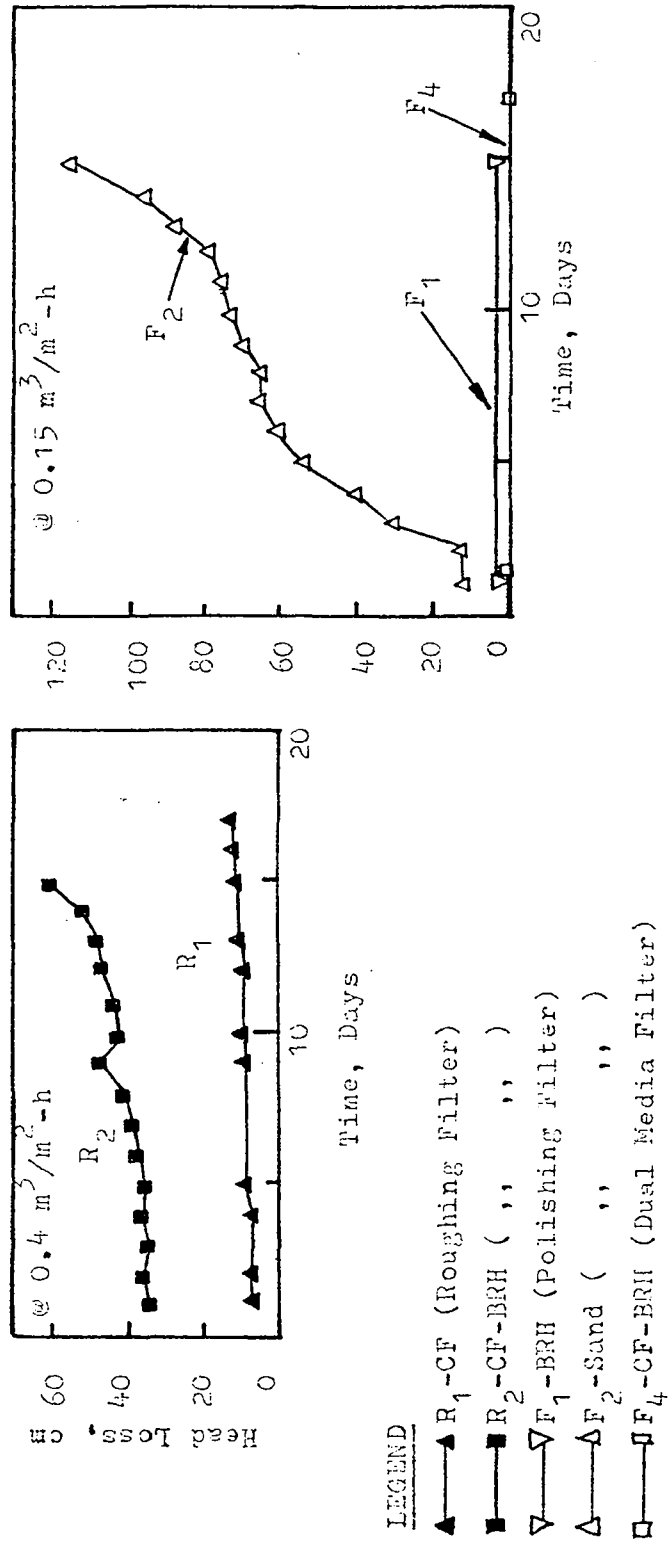 @ 0.4 m³/m²-h
Head
Loss, cm
60
40
20
0
R₂
R₁
10
20
Time, Days
@ 0.15 m³/m²-h
120
100
80
60
40
20
0
F₂
F₁
F₄
10
20
Time, Days
LEGEND
R₁-CF (Roughing Filter)
R₂-CF-BRH ( ,, ,, )
F₁-BRH (Polishing Filter)
F₂-Sand ( ,, ,, )
F₄-CF-BRH (Dual Media Filter)